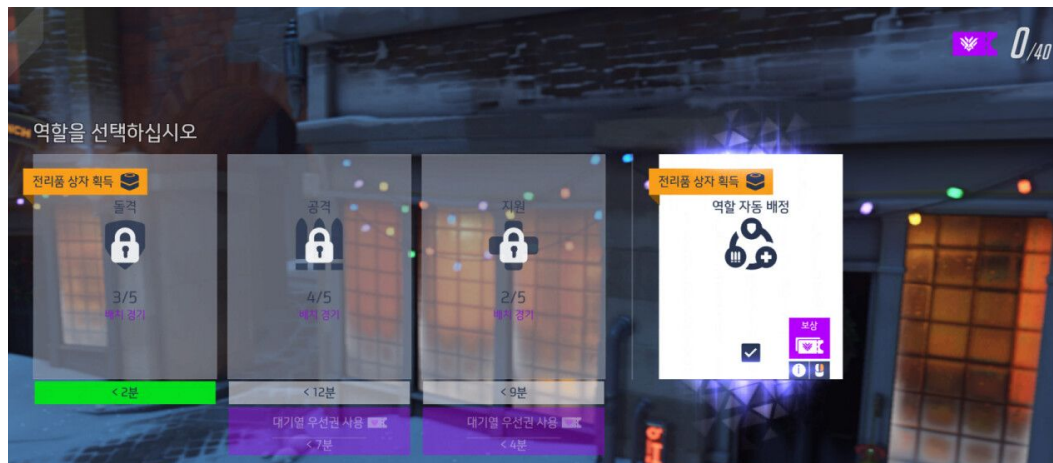 0/40
역할을 선택하십시오
전리품 상자 획득
돌격
3/5
배치 경기
< 2분
공격
4/5
배치 경기
< 12분
대기열 우선권 사용
< 7분
지원
2/5
배치 경기
< 9분
대기열 우선권 사용
< 4분
전리품 상자 획득
역할 자동 배정
보상